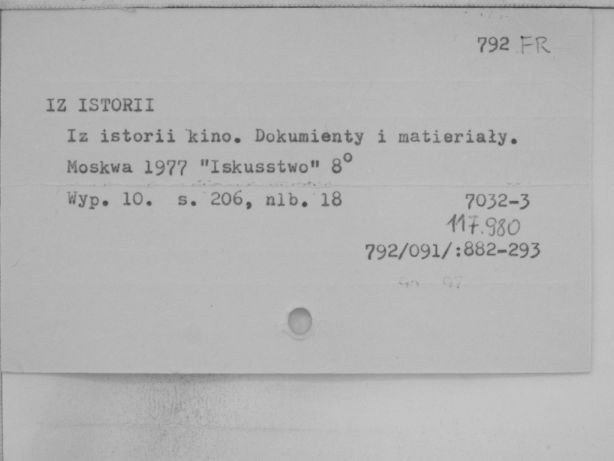 792 FR
IZ ISTORII
Iz istorii kino. Dokumienty i matieriały.
Moskwa 1977 "Iskusstwo" 8°
Wyp. 10. s. 206, nlb. 18 7032-3
117.980
792/091/:882-293